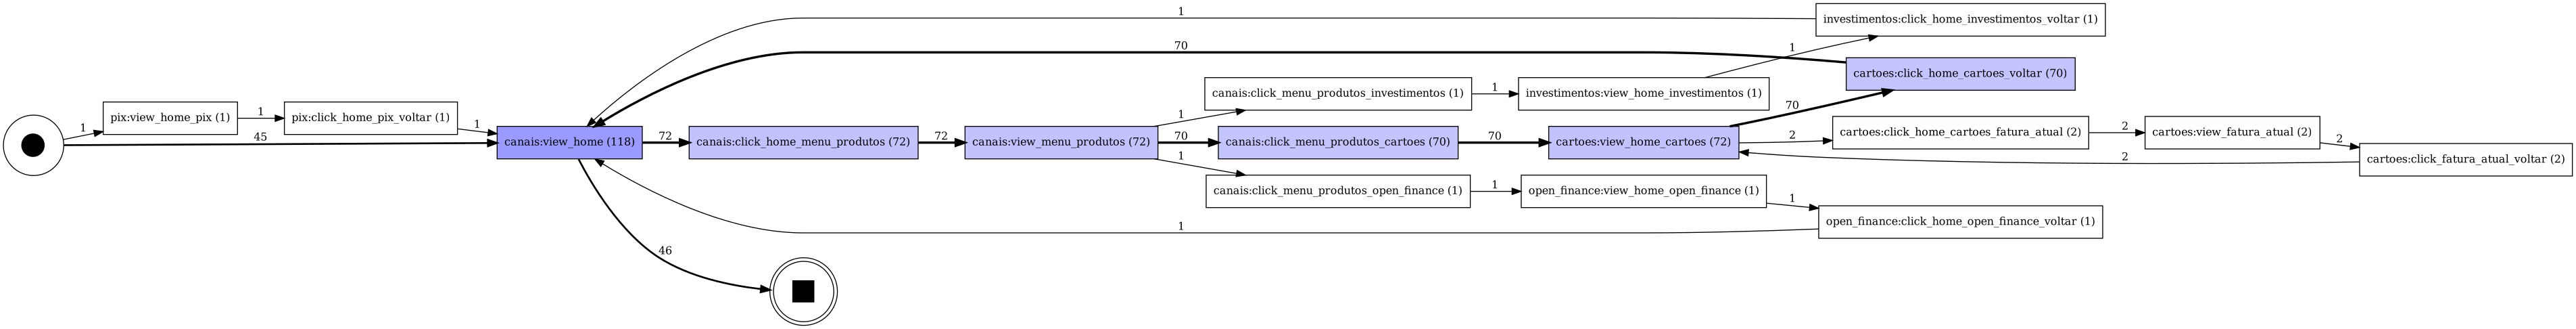 1
investimentos:click_home_investimentos_voltar (1)
70
1
cartoes:click_home_cartoes_voltar (70)
canais:click_menu_produtos_investimentos (1)
1
investimentos:view_home_investimentos (1)
pix:view_home_pix (1)
1
pix:click_home_pix_voltar (1)
1
1
1
70
45
canais:view_home (118)
72
canais:click_home_menu_produtos (72)
72
canais:view_menu_produtos (72)
70
canais:click_menu_produtos_cartoes (70)
70
cartoes:view_home_cartoes (72)
2
cartoes:click_home_cartoes_fatura_atual (2)
2
cartoes:view_fatura_atual (2)
2
cartoes:click_fatura_atual_voltar (2)
2
1
canais:click_menu_produtos_open_finance (1)
1
open_finance:view_home_open_finance (1)
1
open_finance:click_home_open_finance_voltar (1)
1
46